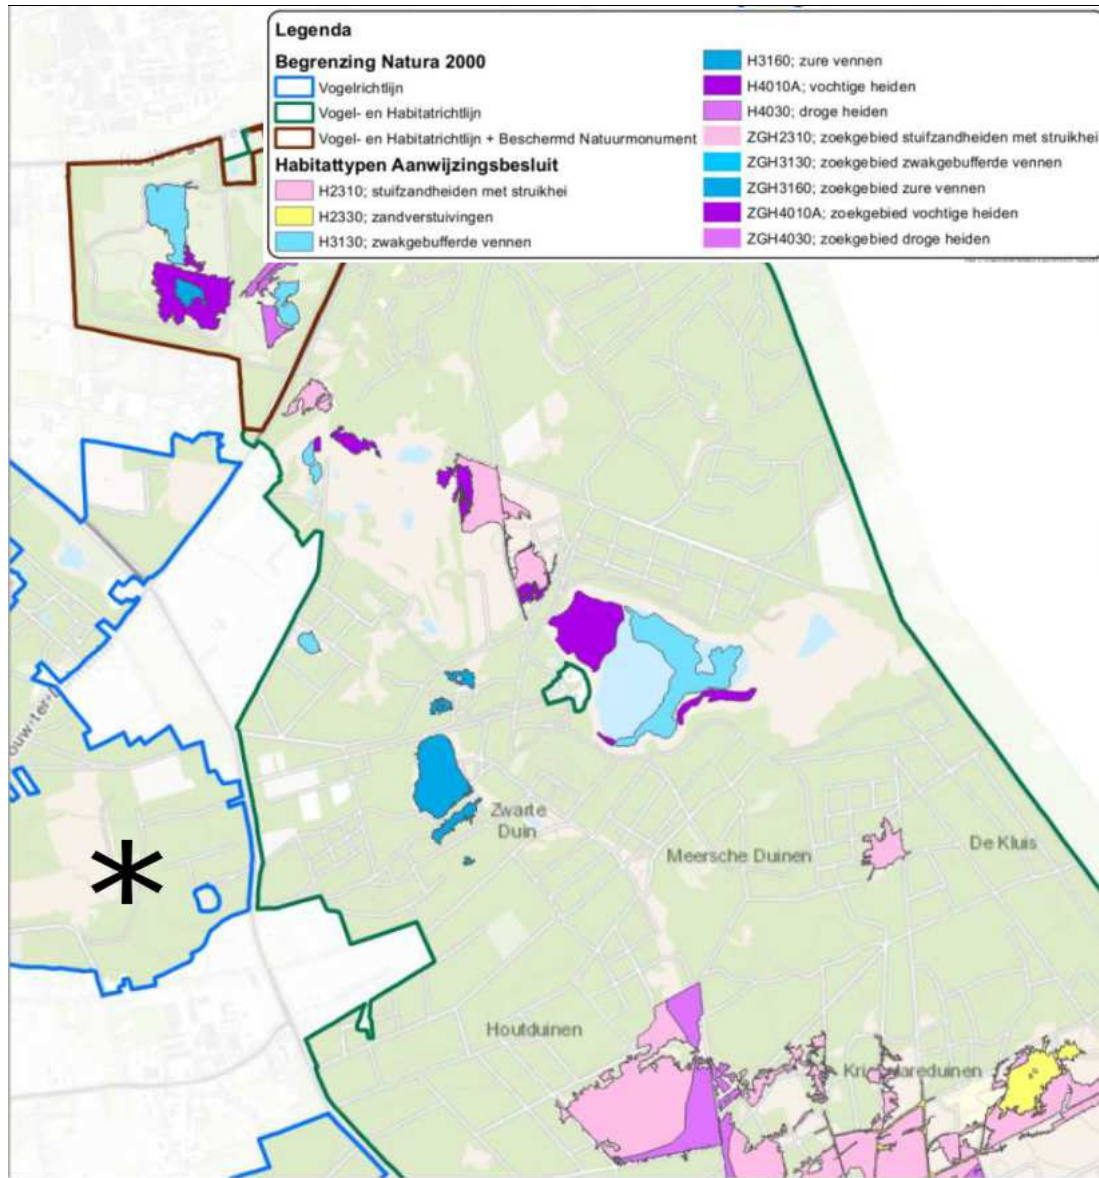 Legenda
Begrenzing Natura 2000
Vogelrichtlijn
Vogel- en Habitatrichtlijn
Vogel- en Habitatrichtlijn + Beschermd Natuurmonument
Habitattypen Aanwijzingsbesluit
H2310; stuifzandheiden met struikhei
H2330; zandverstuivingen
H3130; zwakgebufferde vennen
H3160; zure vennen
H4010A; vochtige heiden
H4030; droge heiden
ZGH2310; zoekgebied stuifzandheiden met struikhei
ZGH3130; zoekgebied zwakgebufferde vennen
ZGH3160; zoekgebied zure vennen
ZGH4010A; zoekgebied vochtige heiden
ZGH4030; zoekgebied droge heiden
Zwarte
Duin
Meersche Duinen
De Kluis
Houtduinen